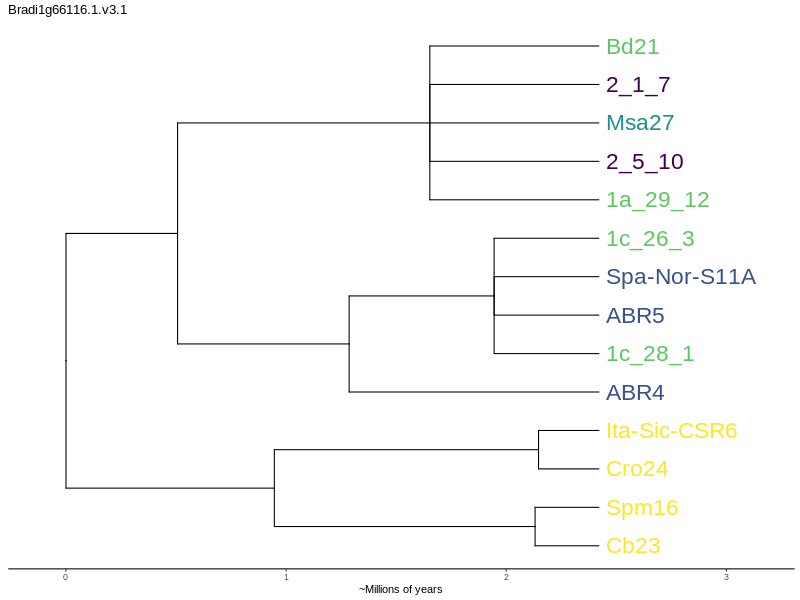 Bradi1g66116.1.v3.1
Bd21
2_1_7
Msa27
2_5_10
1a_29_12
1c_26_3
Spa-Nor-S11A
ABR5
1c_28_1
ABR4
Ita-Sic-CSR6
Cro24
Spm16
Cb23
0 1 2 3
~Millions of years